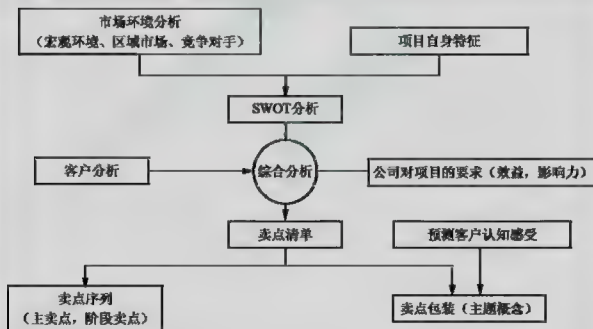 市场环境分析
（宏观环境、区域市场、竞争对手）
项目自身特征
SWOT分析
客户分析
综合分析
公司对项目的要求（效益，影响力）
卖点清单
预测客户认知感受
卖点序列
（主卖点，阶段卖点）
卖点包装（主题概念）